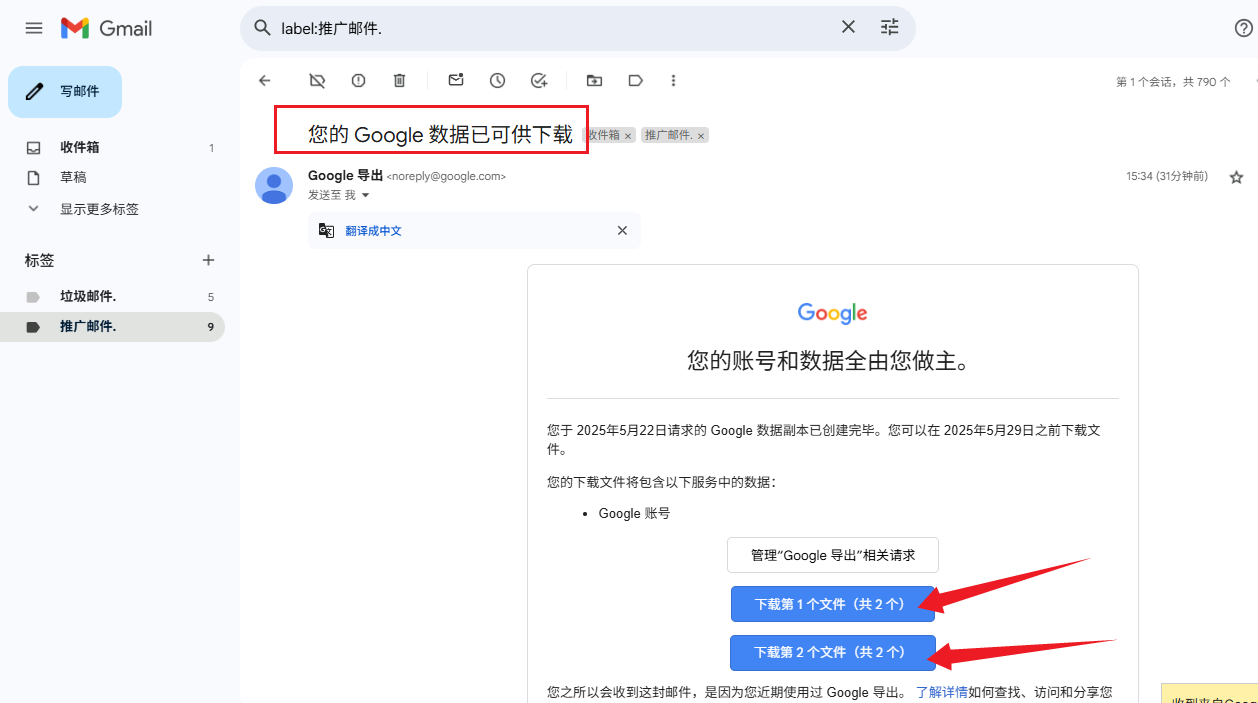 Gmail
label:推广邮件.
写邮件
第 1 个会话，共 790 个
您的 Google 数据已可供下载
收件箱 ×
推广邮件. ×
收件箱 1
草稿
显示更多标签
Google 导出 <noreply@google.com>
15:34 (31分钟前)
发送至 我
翻译成中文
标签
垃圾邮件. 5
推广邮件. 9
Google
您的账号和数据全由您做主。
您于 2025年5月22日请求的 Google 数据副本已创建完毕。您可以在 2025年5月29日之前下载文
件。
您的下载文件将包含以下服务中的数据：
• Google 账号
管理“Google 导出”相关请求
下载第 1 个文件（共 2 个）
下载第 2 个文件（共 2 个）
您之所以会收到这封邮件，是因为您近期使用过 Google 导出。 了解详情如何查找、访问和分享您